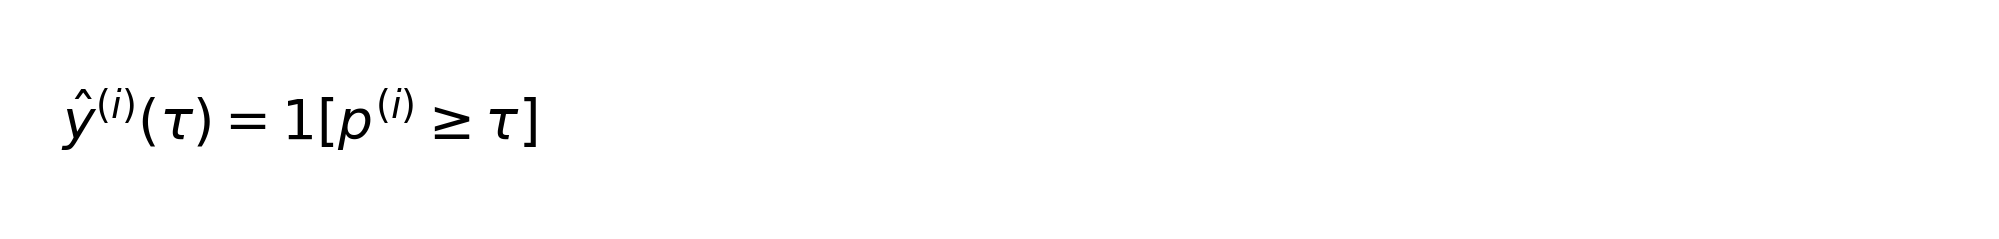 ŷ⁽ⁱ⁾(τ) = 1[p⁽ⁱ⁾ ≥ τ]